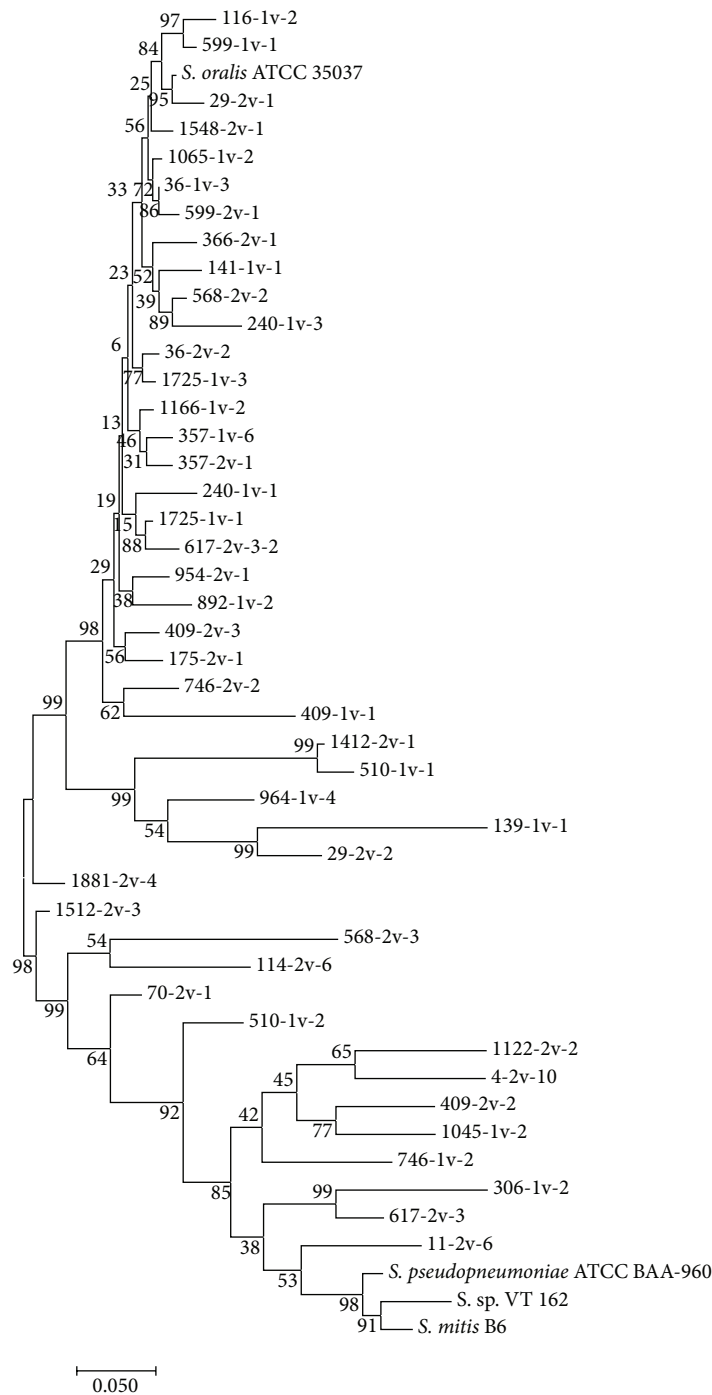 97
116-1v-2
84
599-1v-1
S. oralis ATCC 35037
25
95
29-2v-1
56
1548-2v-1
1065-1v-2
33
72
36-1v-3
86
599-2v-1
366-2v-1
23
52
141-1v-1
39
568-2v-2
89
240-1v-3
6
36-2v-2
77
1725-1v-3
1166-1v-2
13
46
357-1v-6
31
357-2v-1
19
240-1v-1
15
1725-1v-1
88
617-2v-3-2
29
954-2v-1
38
892-1v-2
98
409-2v-3
56
175-2v-1
99
746-2v-2
62
409-1v-1
99
1412-2v-1
510-1v-1
99
964-1v-4
54
139-1v-1
99
29-2v-2
1881-2v-4
1512-2v-3
54
568-2v-3
98
114-2v-6
99
70-2v-1
64
510-1v-2
65
1122-2v-2
45
4-2v-10
92
42
409-2v-2
77
1045-1v-2
746-1v-2
85
99
306-1v-2
617-2v-3
38
11-2v-6
53
S. pseudopneumoniae ATCC BAA-960
98
S. sp. VT 162
91
S. mitis B6
0.050